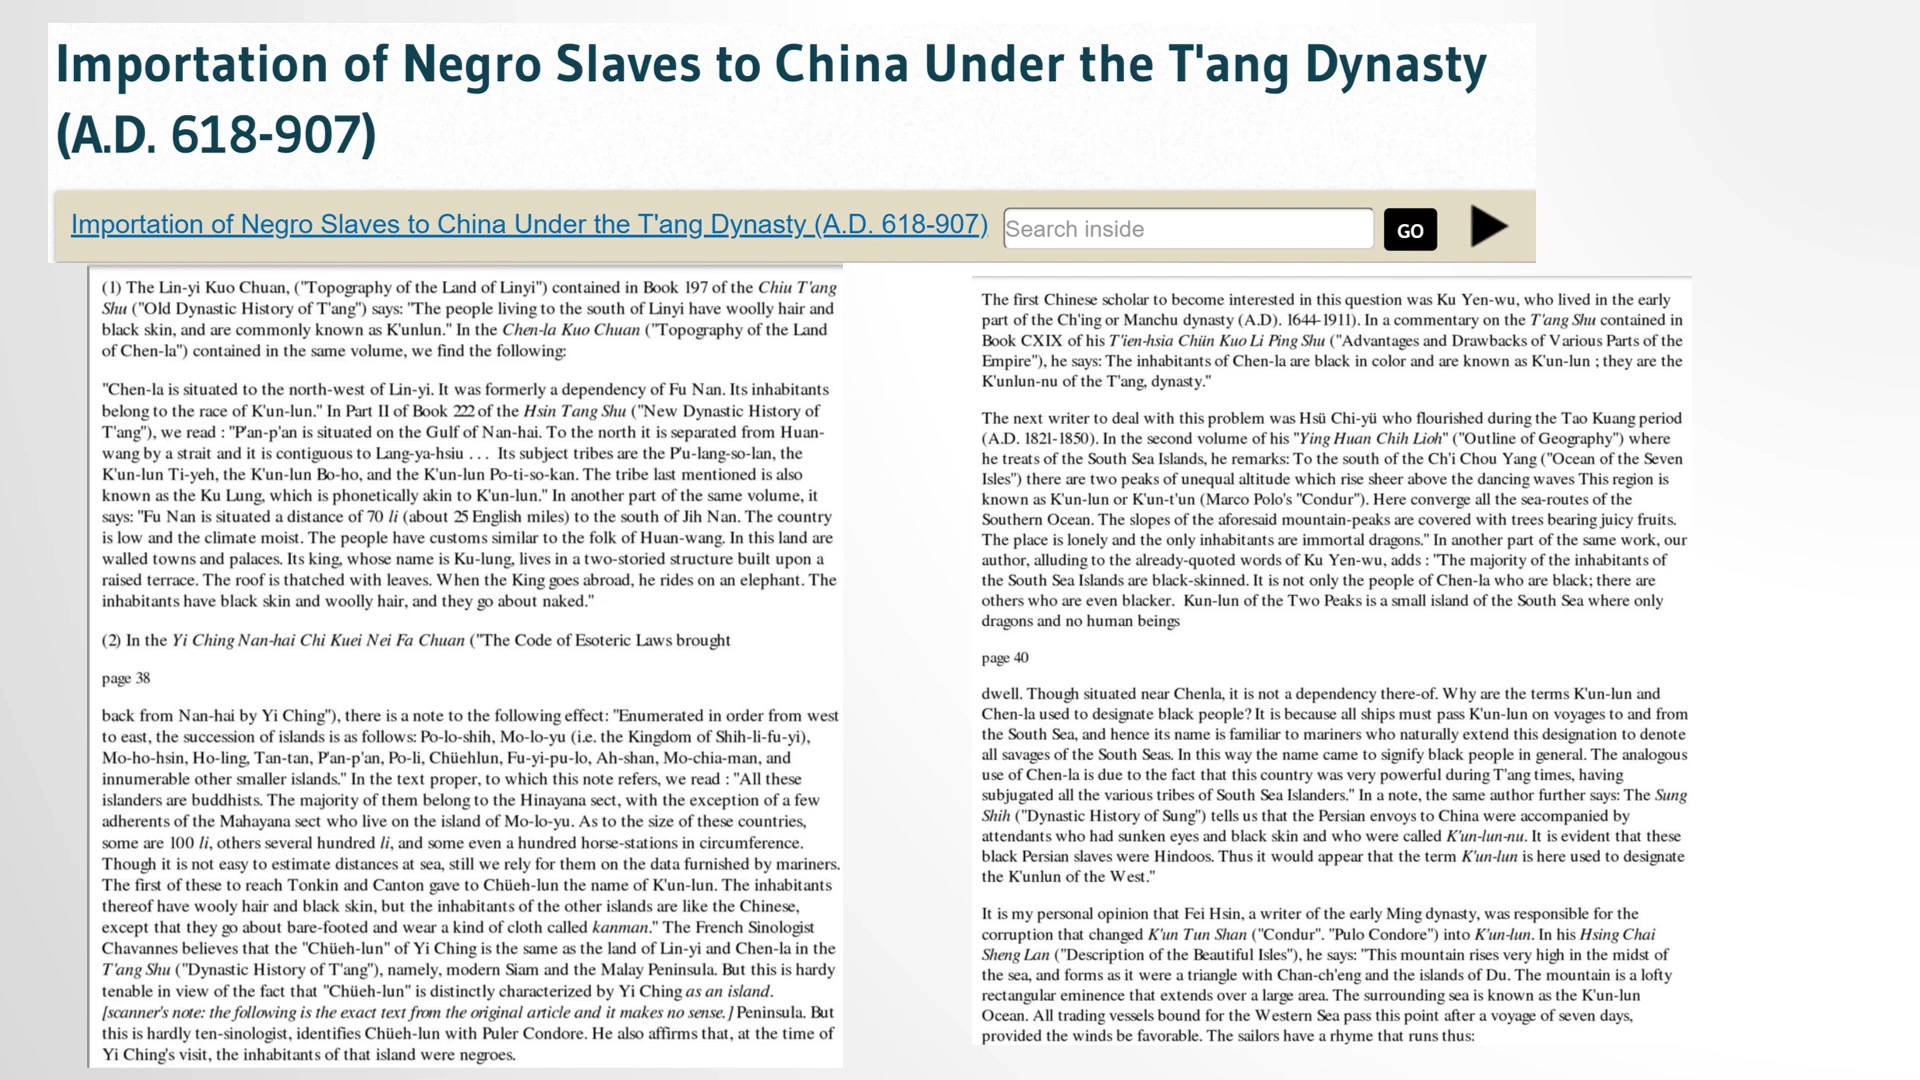 Importation of Negro Slaves to China Under the T'ang Dynasty
(A.D. 618-907)
Importation of Negro Slaves to China Under the T'ang Dynasty (A.D. 618-907)
Search inside
GO
(1) The Lin-yi Kuo Chuan, ("Topography of the Land of Linyi") contained in Book 197 of the Chiu T'ang
Shu ("Old Dynastic History of T'ang") says: "The people living to the south of Linyi have woolly hair and
black skin, and are commonly known as K'unlun." In the Chen-la Kuo Chuan ("Topography of the Land
of Chen-la") contained in the same volume, we find the following:
"Chen-la is situated to the north-west of Lin-yi. It was formerly a dependency of Fu Nan. Its inhabitants
belong to the race of K'un-lun." In Part II of Book 222 of the Hsin Tang Shu ("New Dynastic History of
T'ang"), we read : "P'an-p'an is situated on the Gulf of Nan-hai. To the north it is separated from Huan-
wang by a strait and it is contiguous to Lang-ya-hsiu . . . Its subject tribes are the P'u-lang-so-lan, the
K'un-lun Ti-yeh, the K'un-lun Bo-ho, and the K'un-lun Po-ti-so-kan. The tribe last mentioned is also
known as the Ku Lung, which is phonetically akin to K'un-lun." In another part of the same volume, it
says: "Fu Nan is situated a distance of 70 li (about 25 English miles) to the south of Jih Nan. The country
is low and the climate moist. The people have customs similar to the folk of Huan-wang. In this land are
walled towns and palaces. Its king, whose name is Ku-lung, lives in a two-storied structure built upon a
raised terrace. The roof is thatched with leaves. When the King goes abroad, he rides on an elephant. The
inhabitants have black skin and woolly hair, and they go about naked."
(2) In the Yi Ching Nan-hai Chi Kuei Nei Fa Chuan ("The Code of Esoteric Laws brought
page 38
back from Nan-hai by Yi Ching"), there is a note to the following effect: "Enumerated in order from west
to east, the succession of islands is as follows: Po-lo-shih, Mo-lo-yu (i.e. the Kingdom of Shih-li-fu-yi),
Mo-ho-hsin, Ho-ling, Tan-tan, P'an-p'an, Po-li, Chüehlun, Fu-yi-pu-lo, Ah-shan, Mo-chia-man, and
innumerable other smaller islands." In the text proper, to which this note refers, we read : "All these
islanders are buddhists. The majority of them belong to the Hinayana sect, with the exception of a few
adherents of the Mahayana sect who live on the island of Mo-lo-yu. As to the size of these countries,
some are 100 li, others several hundred li, and some even a hundred horse-stations in circumference.
Though it is not easy to estimate distances at sea, still we rely for them on the data furnished by mariners.
The first of these to reach Tonkin and Canton gave to Chüeh-lun the name of K'un-lun. The inhabitants
thereof have wooly hair and black skin, but the inhabitants of the other islands are like the Chinese,
except that they go about bare-footed and wear a kind of cloth called kanman." The French Sinologist
Chavannes believes that the "Chüeh-lun" of Yi Ching is the same as the land of Lin-yi and Chen-la in the
T'ang Shu ("Dynastic History of T'ang"), namely, modern Siam and the Malay Peninsula. But this is hardy
tenable in view of the fact that "Chüeh-lun" is distinctly characterized by Yi Ching as an island.
[scanner's note: the following is the exact text from the original article and it makes no sense.] Peninsula. But
this is hardly ten-sinologist, identifies Chüeh-lun with Puler Condore. He also affirms that, at the time of
Yi Ching's visit, the inhabitants of that island were negroes.
The first Chinese scholar to become interested in this question was Ku Yen-wu, who lived in the early
part of the Ch'ing or Manchu dynasty (A.D). 1644-1911). In a commentary on the T'ang Shu contained in
Book CXIX of his T'ien-hsia Chün Kuo Li Ping Shu ("Advantages and Drawbacks of Various Parts of the
Empire"), he says: The inhabitants of Chen-la are black in color and are known as K'un-lun ; they are the
K'unlun-nu of the T'ang, dynasty."
The next writer to deal with this problem was Hsü Chi-yü who flourished during the Tao Kuang period
(A.D. 1821-1850). In the second volume of his "Ying Huan Chih Lioh" ("Outline of Geography") where
he treats of the South Sea Islands, he remarks: To the south of the Ch'i Chou Yang ("Ocean of the Seven
Isles") there are two peaks of unequal altitude which rise sheer above the dancing waves This region is
known as K'un-lun or K'un-t'un (Marco Polo's "Condur"). Here converge all the sea-routes of the
Southern Ocean. The slopes of the aforesaid mountain-peaks are covered with trees bearing juicy fruits.
The place is lonely and the only inhabitants are immortal dragons." In another part of the same work, our
author, alluding to the already-quoted words of Ku Yen-wu, adds : "The majority of the inhabitants of
the South Sea Islands are black-skinned. It is not only the people of Chen-la who are black; there are
others who are even blacker. Kun-lun of the Two Peaks is a small island of the South Sea where only
dragons and no human beings
page 40
dwell. Though situated near Chenla, it is not a dependency there-of. Why are the terms K'un-lun and
Chen-la used to designate black people? It is because all ships must pass K'un-lun on voyages to and from
the South Sea, and hence its name is familiar to mariners who naturally extend this designation to denote
all savages of the South Seas. In this way the name came to signify black people in general. The analogous
use of Chen-la is due to the fact that this country was very powerful during T'ang times, having
subjugated all the various tribes of South Sea Islanders." In a note, the same author further says: The Sung
Shih ("Dynastic History of Sung") tells us that the Persian envoys to China were accompanied by
attendants who had sunken eyes and black skin and who were called K'un-lun-nu. It is evident that these
black Persian slaves were Hindoos. Thus it would appear that the term K'un-lun is here used to designate
the K'unlun of the West."
It is my personal opinion that Fei Hsin, a writer of the early Ming dynasty, was responsible for the
corruption that changed K'un Tun Shan ("Condur". "Pulo Condore") into K'un-lun. In his Hsing Chai
Sheng Lan ("Description of the Beautiful Isles"), he says: "This mountain rises very high in the midst of
the sea, and forms as it were a triangle with Chan-ch'eng and the islands of Du. The mountain is a lofty
rectangular eminence that extends over a large area. The surrounding sea is known as the K'un-lun
Ocean. All trading vessels bound for the Western Sea pass this point after a voyage of seven days,
provided the winds be favorable. The sailors have a rhyme that runs thus: